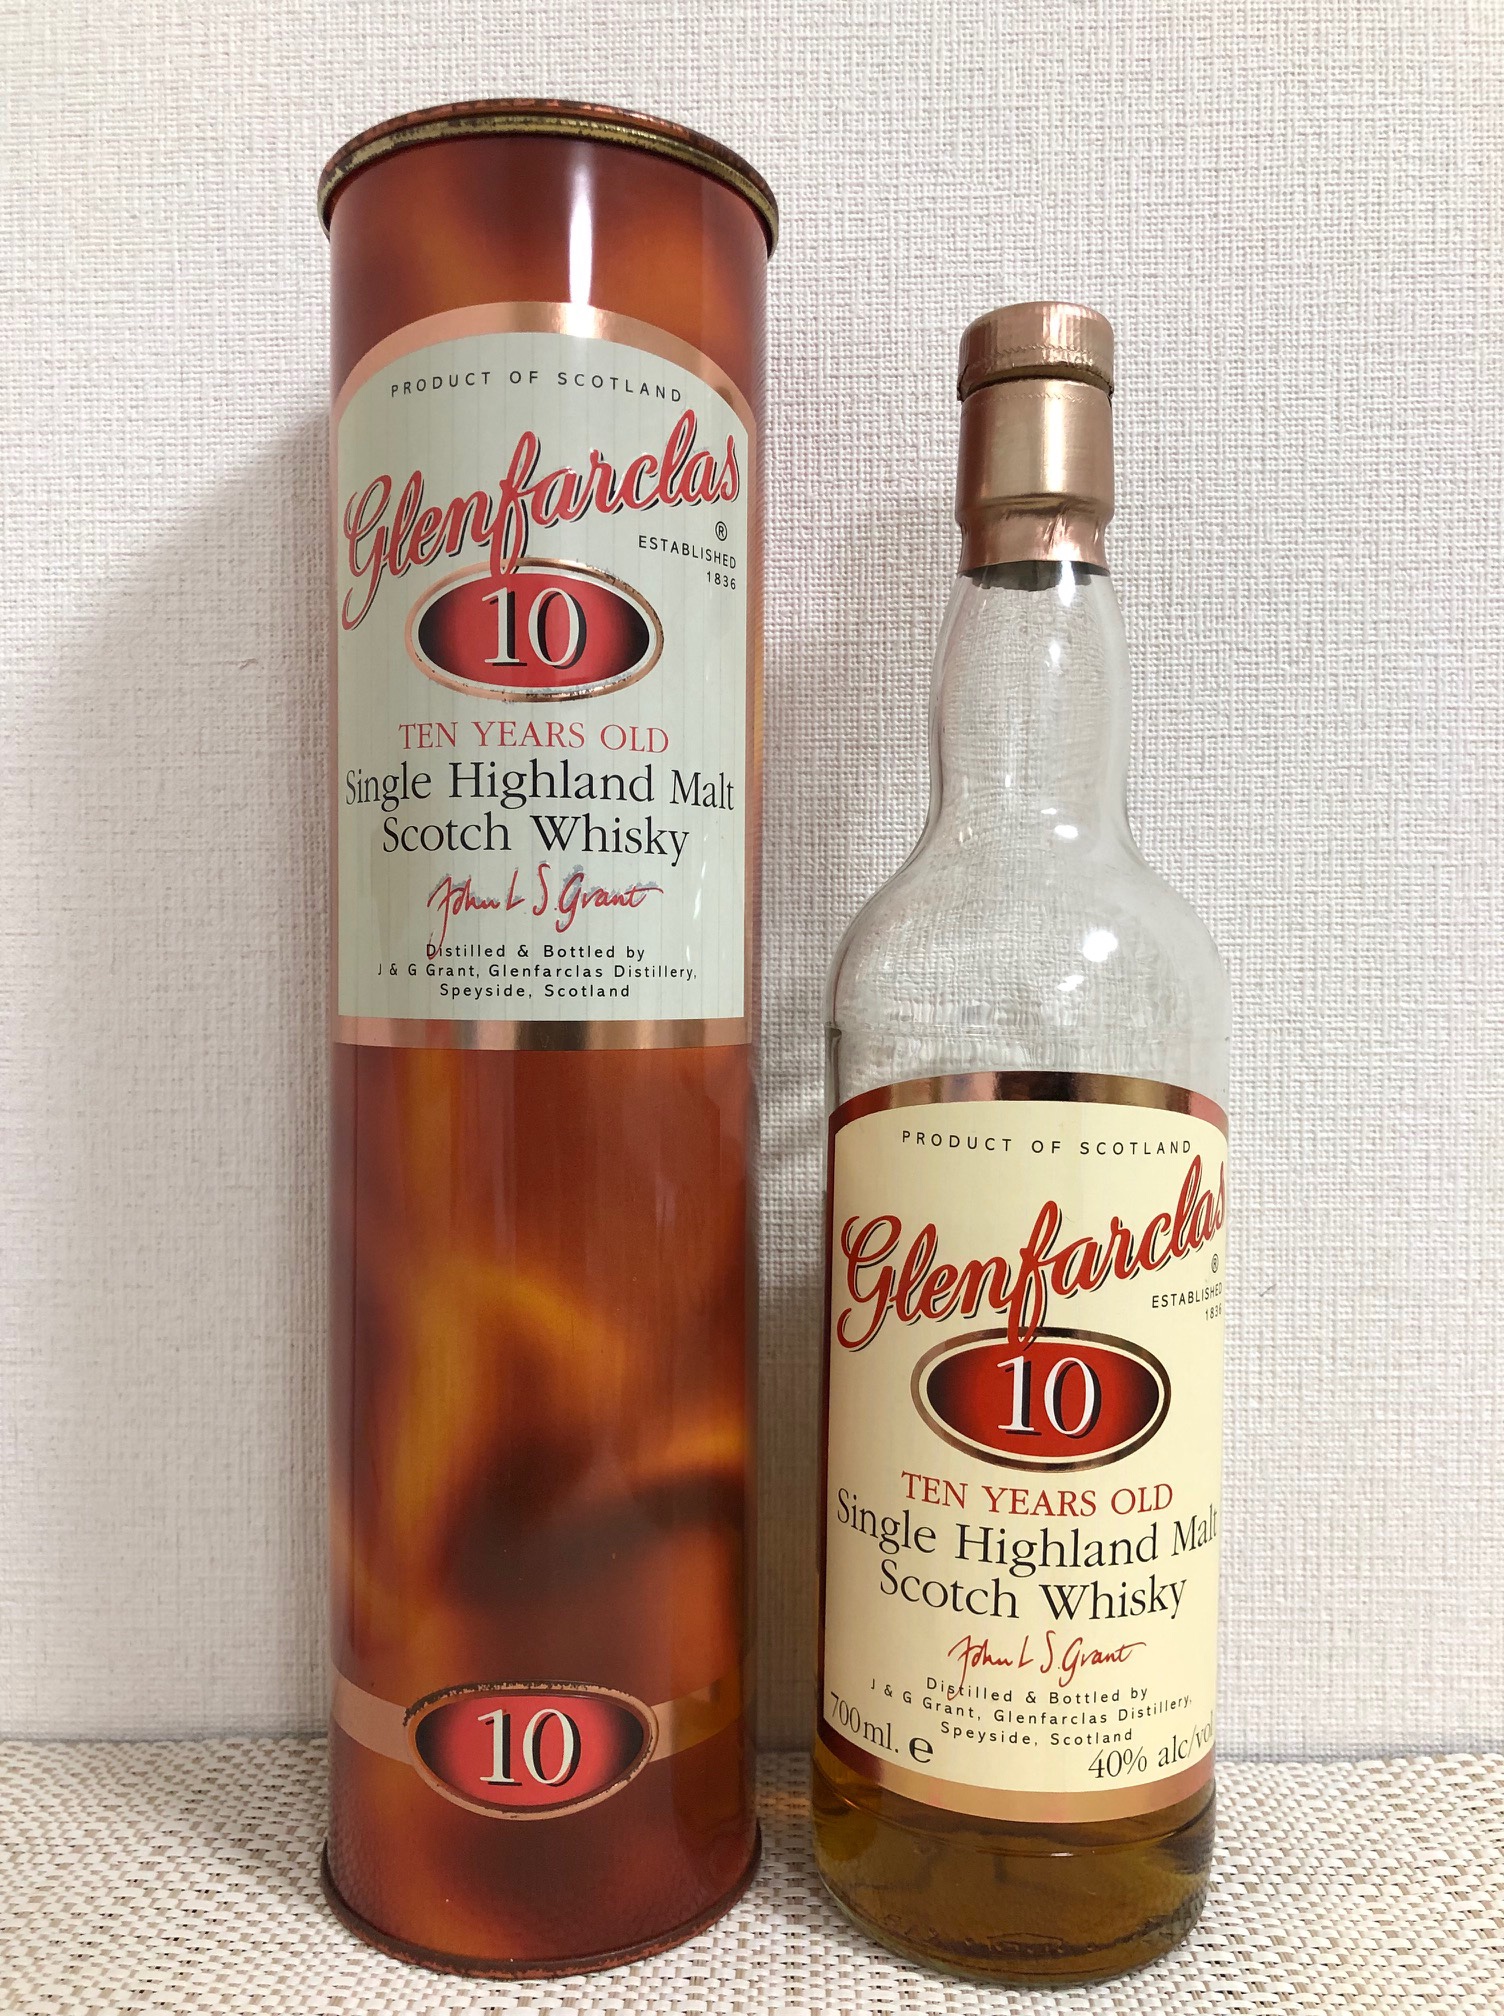 PRODUCT OF SCOTLAND
Glenfarclas
®
ESTABLISHED
1836
10
TEN YEARS OLD
Single Highland Malt
Scotch Whisky
John L S. Grant
Distilled & Bottled by
J & G Grant, Glenfarclas Distillery,
Speyside, Scotland
10
PRODUCT OF SCOTLAND
Glenfarclas
®
ESTABLISHED
1836
10
TEN YEARS OLD
Single Highland Malt
Scotch Whisky
John L S. Grant
Distilled & Bottled by
J & G Grant, Glenfarclas Distillery,
Speyside, Scotland
700ml. e
40% alc/vol